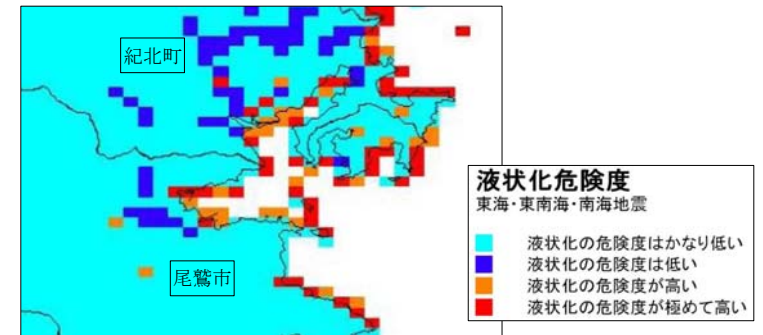 紀北町
尾鷲市
液状化危険度
東海・東南海・南海地震
液状化の危険度はかなり低い
液状化の危険度は低い
液状化の危険度が高い
液状化の危険度が極めて高い